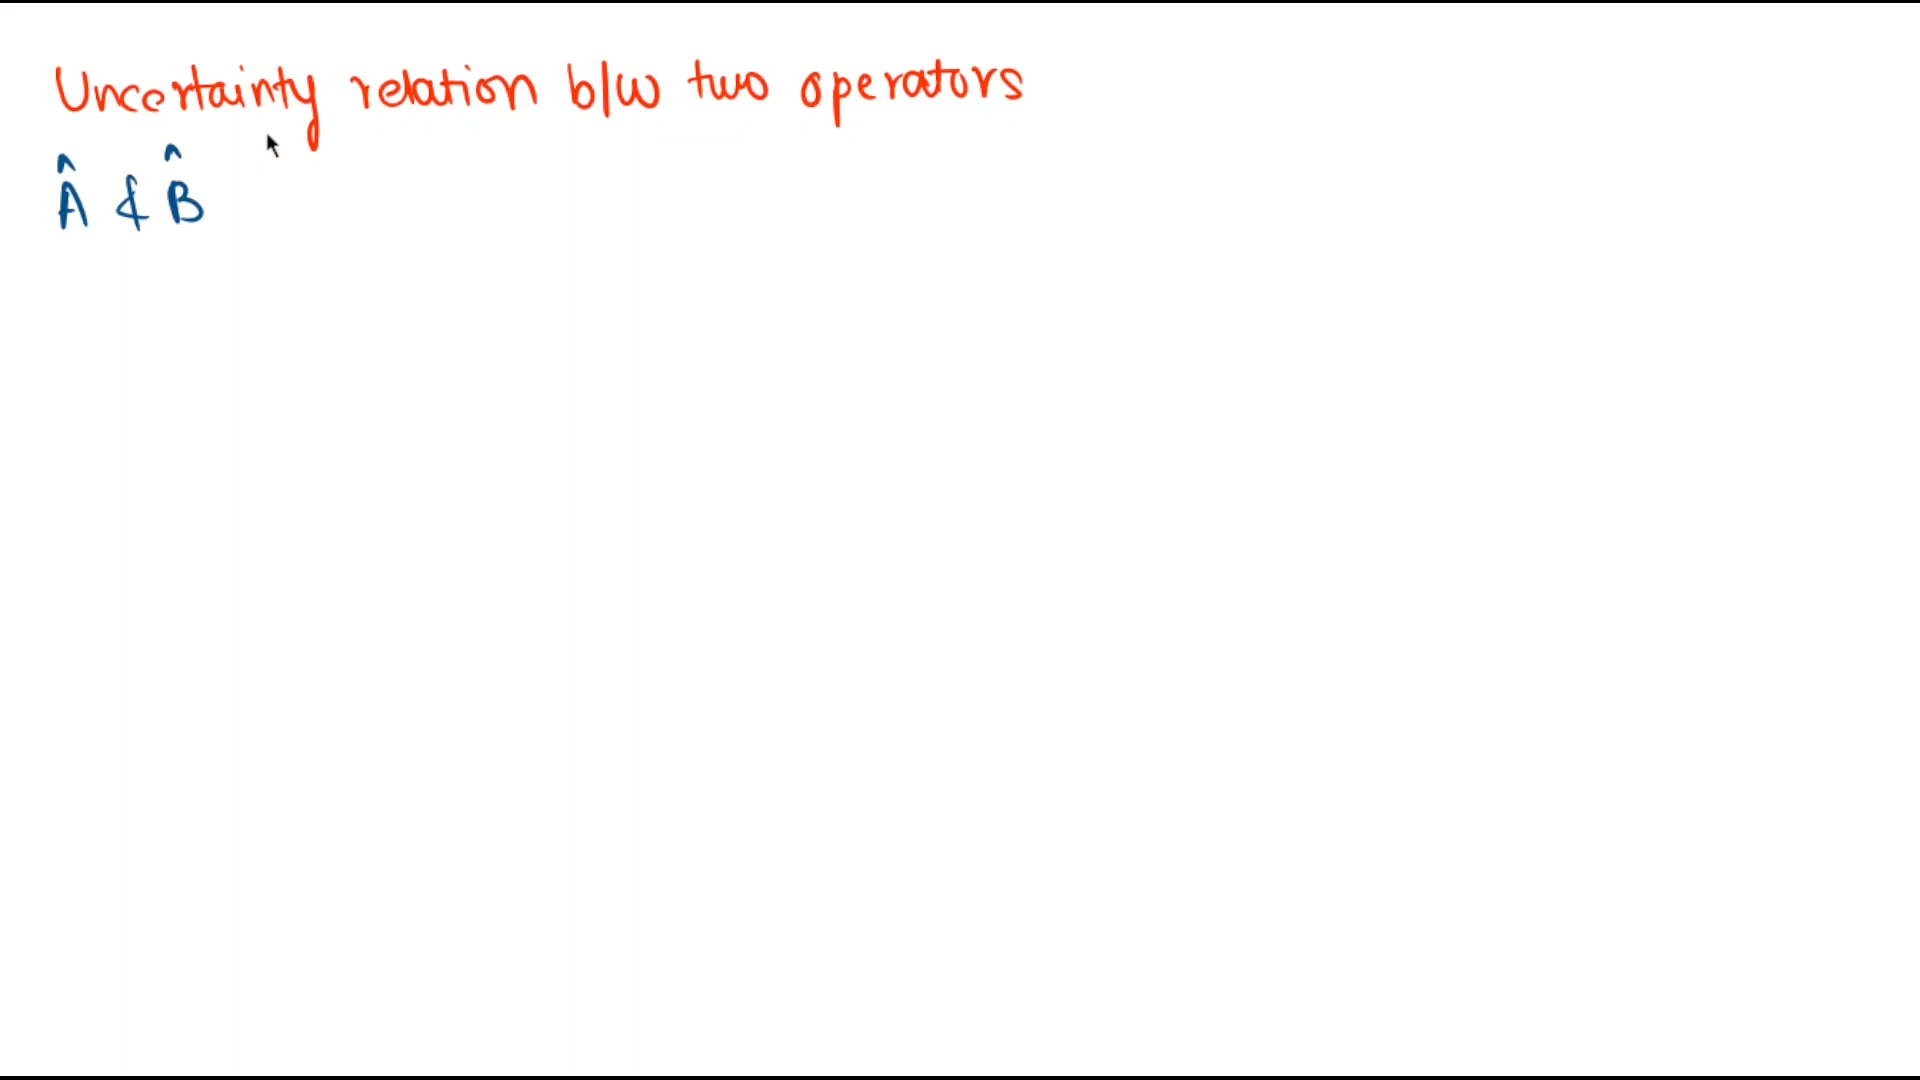 Uncertainty relation b/w two operators
Â & B̂